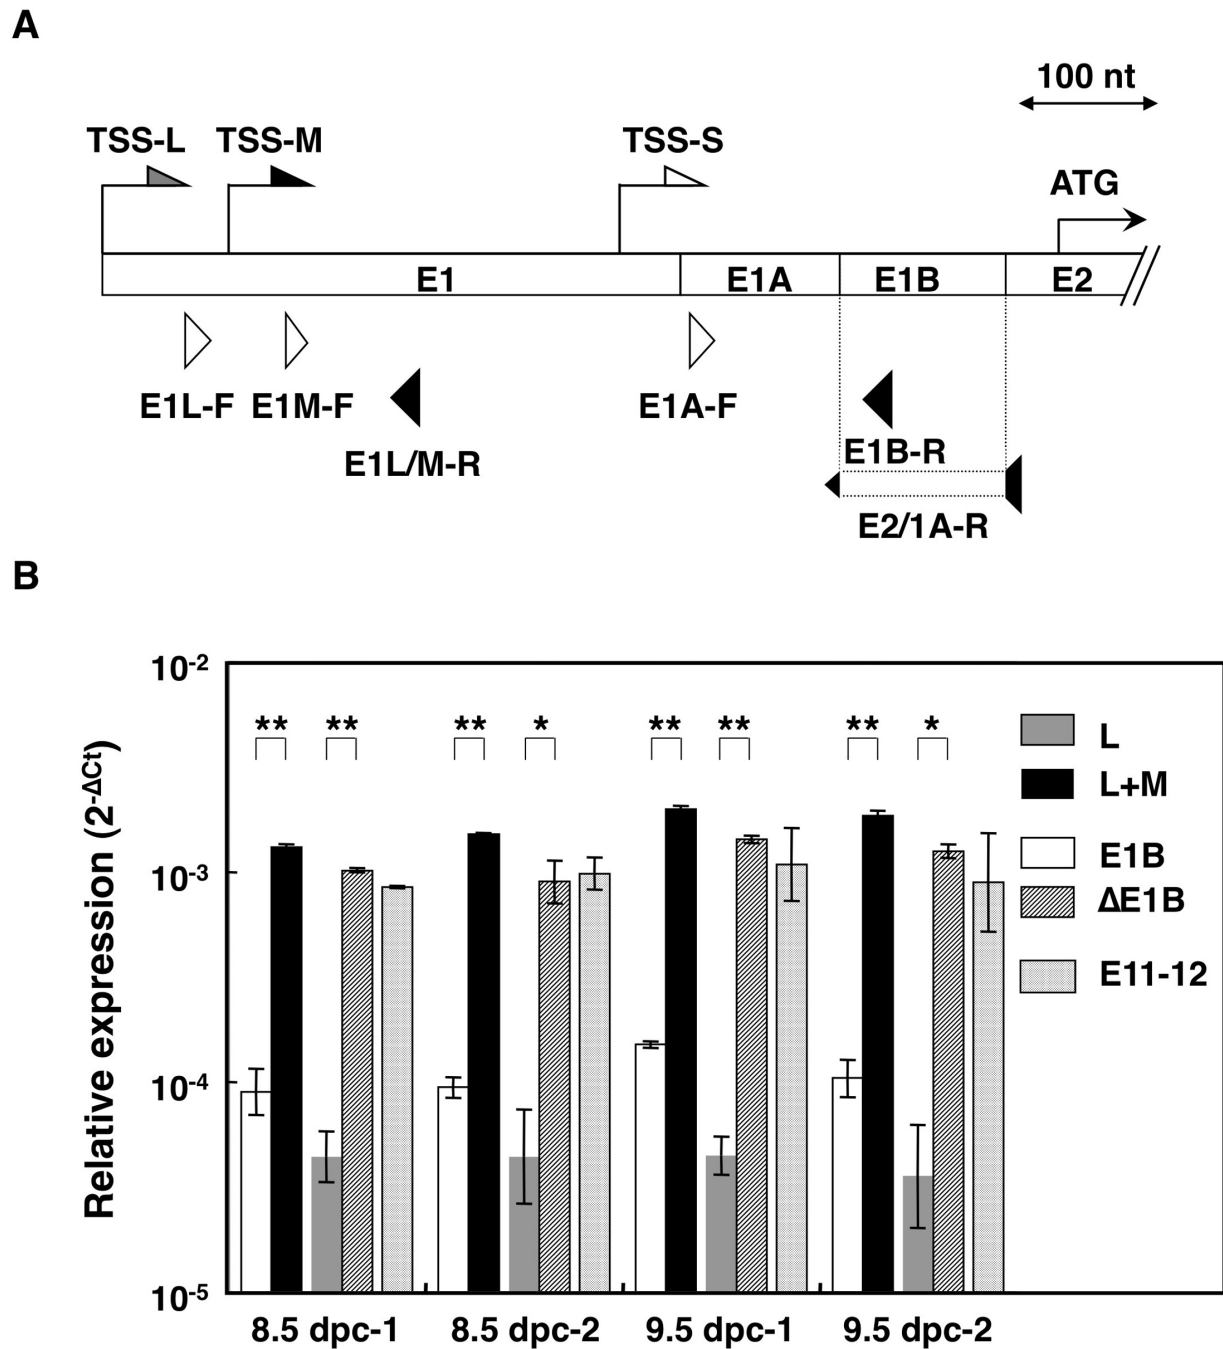 A
100 nt
TSS-L TSS-M TSS-S
ATG
E1 E1A E1B E2
E1L-F E1M-F E1A-F
E1B-R
E1L/M-R
E2/1A-R
B
Relative expression (2-ΔCt)
10-2
10-3
10-4
10-5
** ** ** * ** ** ** *
L
L+M
E1B
ΔE1B
E11-12
8.5 dpc-1 8.5 dpc-2 9.5 dpc-1 9.5 dpc-2